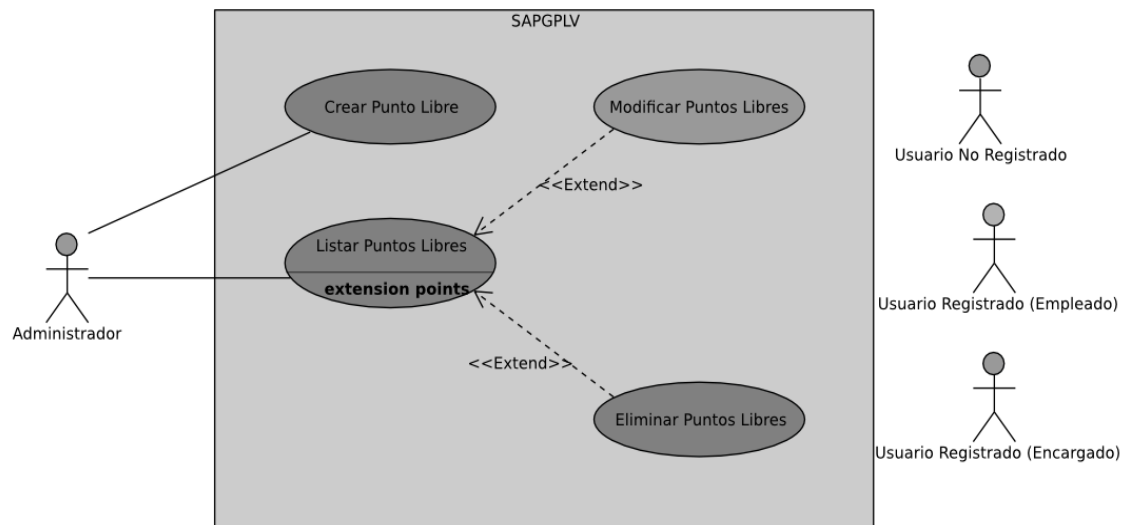 SAPGPLV
Crear Punto Libre
Modificar Puntos Libres
Usuario No Registrado
<<Extend>>
Listar Puntos Libres
extension points
Administrador
Usuario Registrado (Empleado)
<<Extend>>
Eliminar Puntos Libres
Usuario Registrado (Encargado)